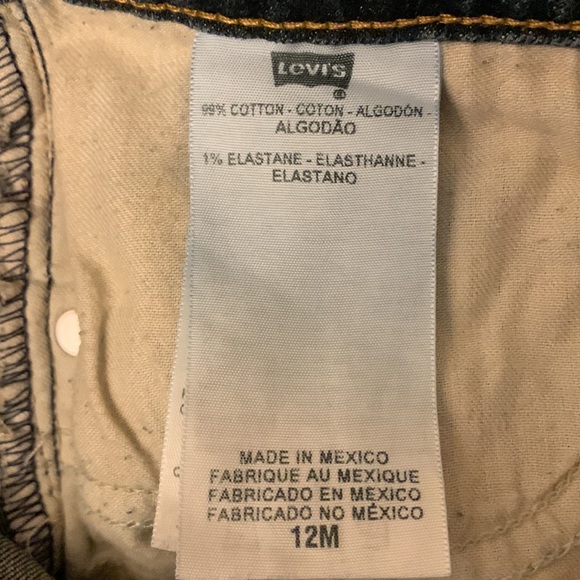 LEVI'S
®
99% COTTON - COTON - ALGODÓN -
ALGODÃO
1% ELASTANE - ELASTHANNE -
ELASTANO
MADE IN MEXICO
FABRIQUE AU MEXIQUE
FABRICADO EN MÉXICO
FABRICADO NO MÉXICO
12M